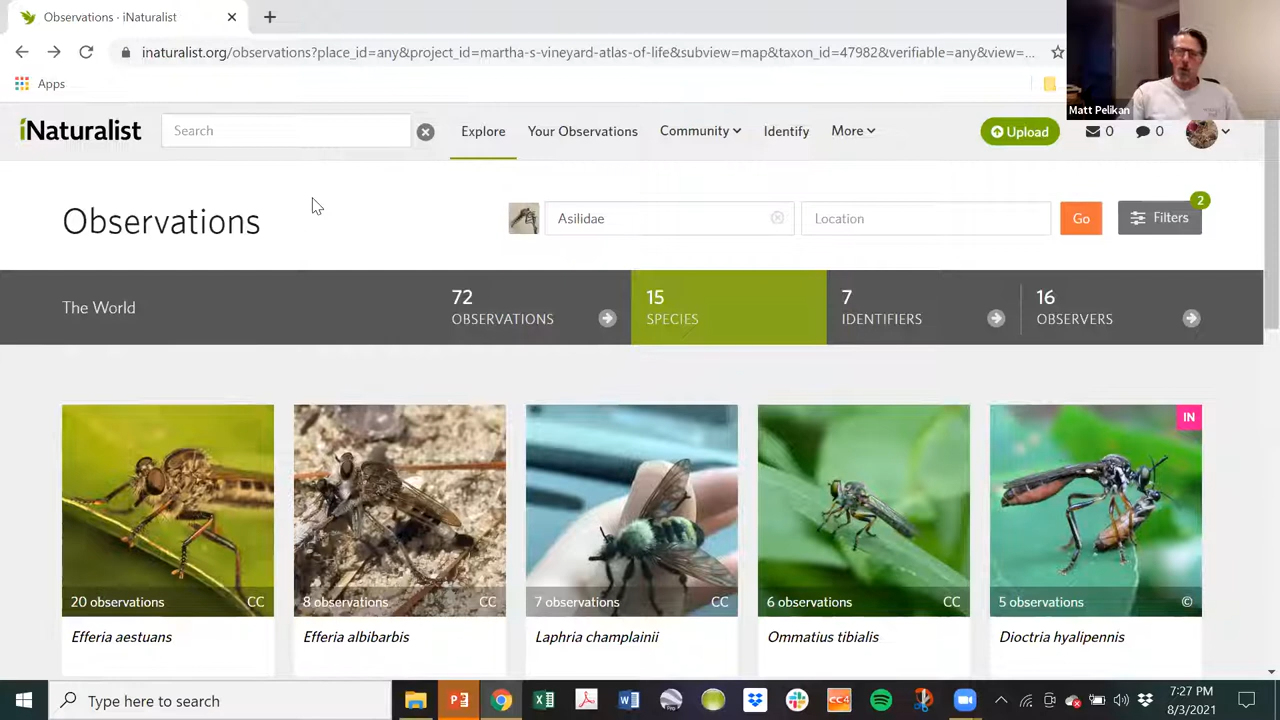 Observations · iNaturalist
inaturalist.org/observations?place_id=any&project_id=martha-s-vineyard-atlas-of-life&subview=map&taxon_id=47982&verifiable=any&view=...
Apps
Matt Pelikan
iNaturalist
Search
Explore
Your Observations
Community
Identify
More
Upload
0
0
Observations
Asilidae
Location
Go
Filters
2
The World
72
OBSERVATIONS
15
SPECIES
7
IDENTIFIERS
16
OBSERVERS
IN
20 observations
CC
8 observations
CC
7 observations
CC
6 observations
CC
5 observations
©
Efferia aestuans
Efferia albibarbis
Laphria champlainii
Ommatius tibialis
Dioctria hyalipennis
Type here to search
Pro
CC4
7:27 PM
8/3/2021